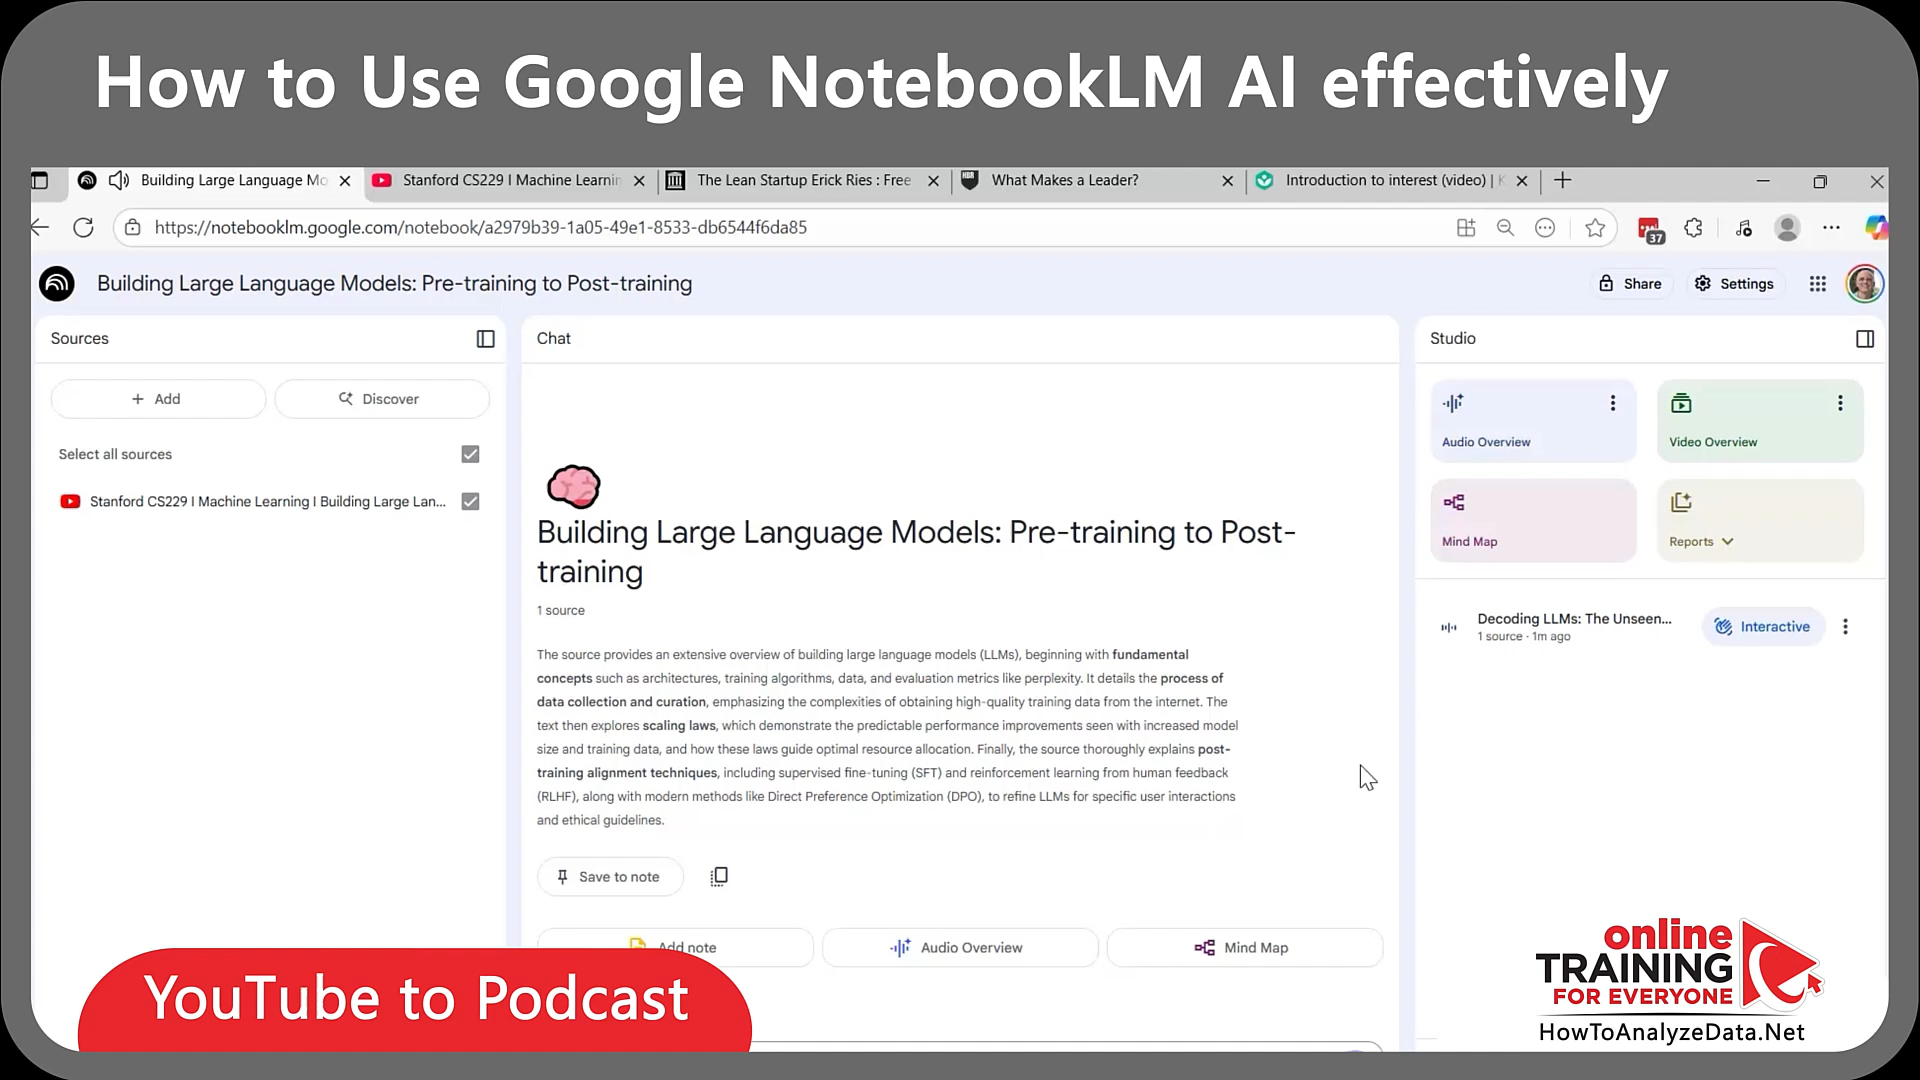 How to Use Google NotebookLM AI effectively
Building Large Language Mo
Stanford CS229 I Machine Learnin
The Lean Startup Erick Ries : Free
HBR
What Makes a Leader?
Introduction to interest (video) | K
https://notebooklm.google.com/notebook/a2979b39-1a05-49e1-8533-db6544f6da85
37
Building Large Language Models: Pre-training to Post-training
Share
Settings
Sources
Chat
Studio
Add
Discover
Select all sources
Stanford CS229 I Machine Learning I Building Large Lan...
Audio Overview
Video Overview
Mind Map
Reports
Building Large Language Models: Pre-training to Post-
training
1 source
The source provides an extensive overview of building large language models (LLMs), beginning with fundamental
concepts such as architectures, training algorithms, data, and evaluation metrics like perplexity. It details the process of
data collection and curation, emphasizing the complexities of obtaining high-quality training data from the internet. The
text then explores scaling laws, which demonstrate the predictable performance improvements seen with increased model
size and training data, and how these laws guide optimal resource allocation. Finally, the source thoroughly explains post-
training alignment techniques, including supervised fine-tuning (SFT) and reinforcement learning from human feedback
(RLHF), along with modern methods like Direct Preference Optimization (DPO), to refine LLMs for specific user interactions
and ethical guidelines.
Decoding LLMs: The Unseen...
1 source · 1m ago
Interactive
Save to note
Add note
Audio Overview
Mind Map
YouTube to Podcast
online
TRAINING
FOR EVERYONE
HowToAnalyzeData.Net